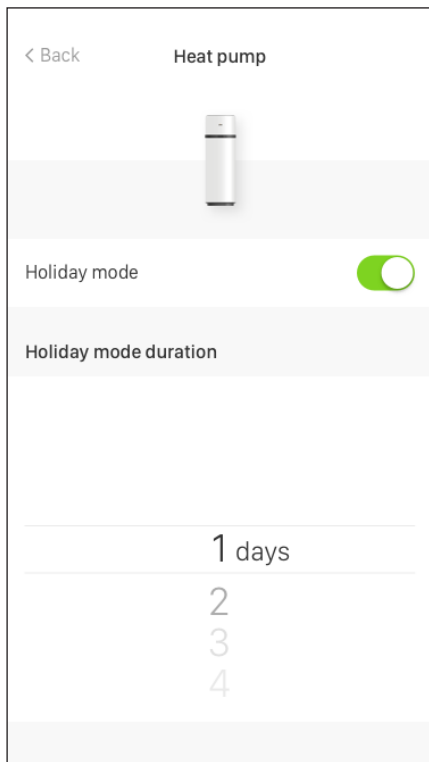 < Back Heat pump
Holiday mode
Holiday mode duration
1 days
2
3
4